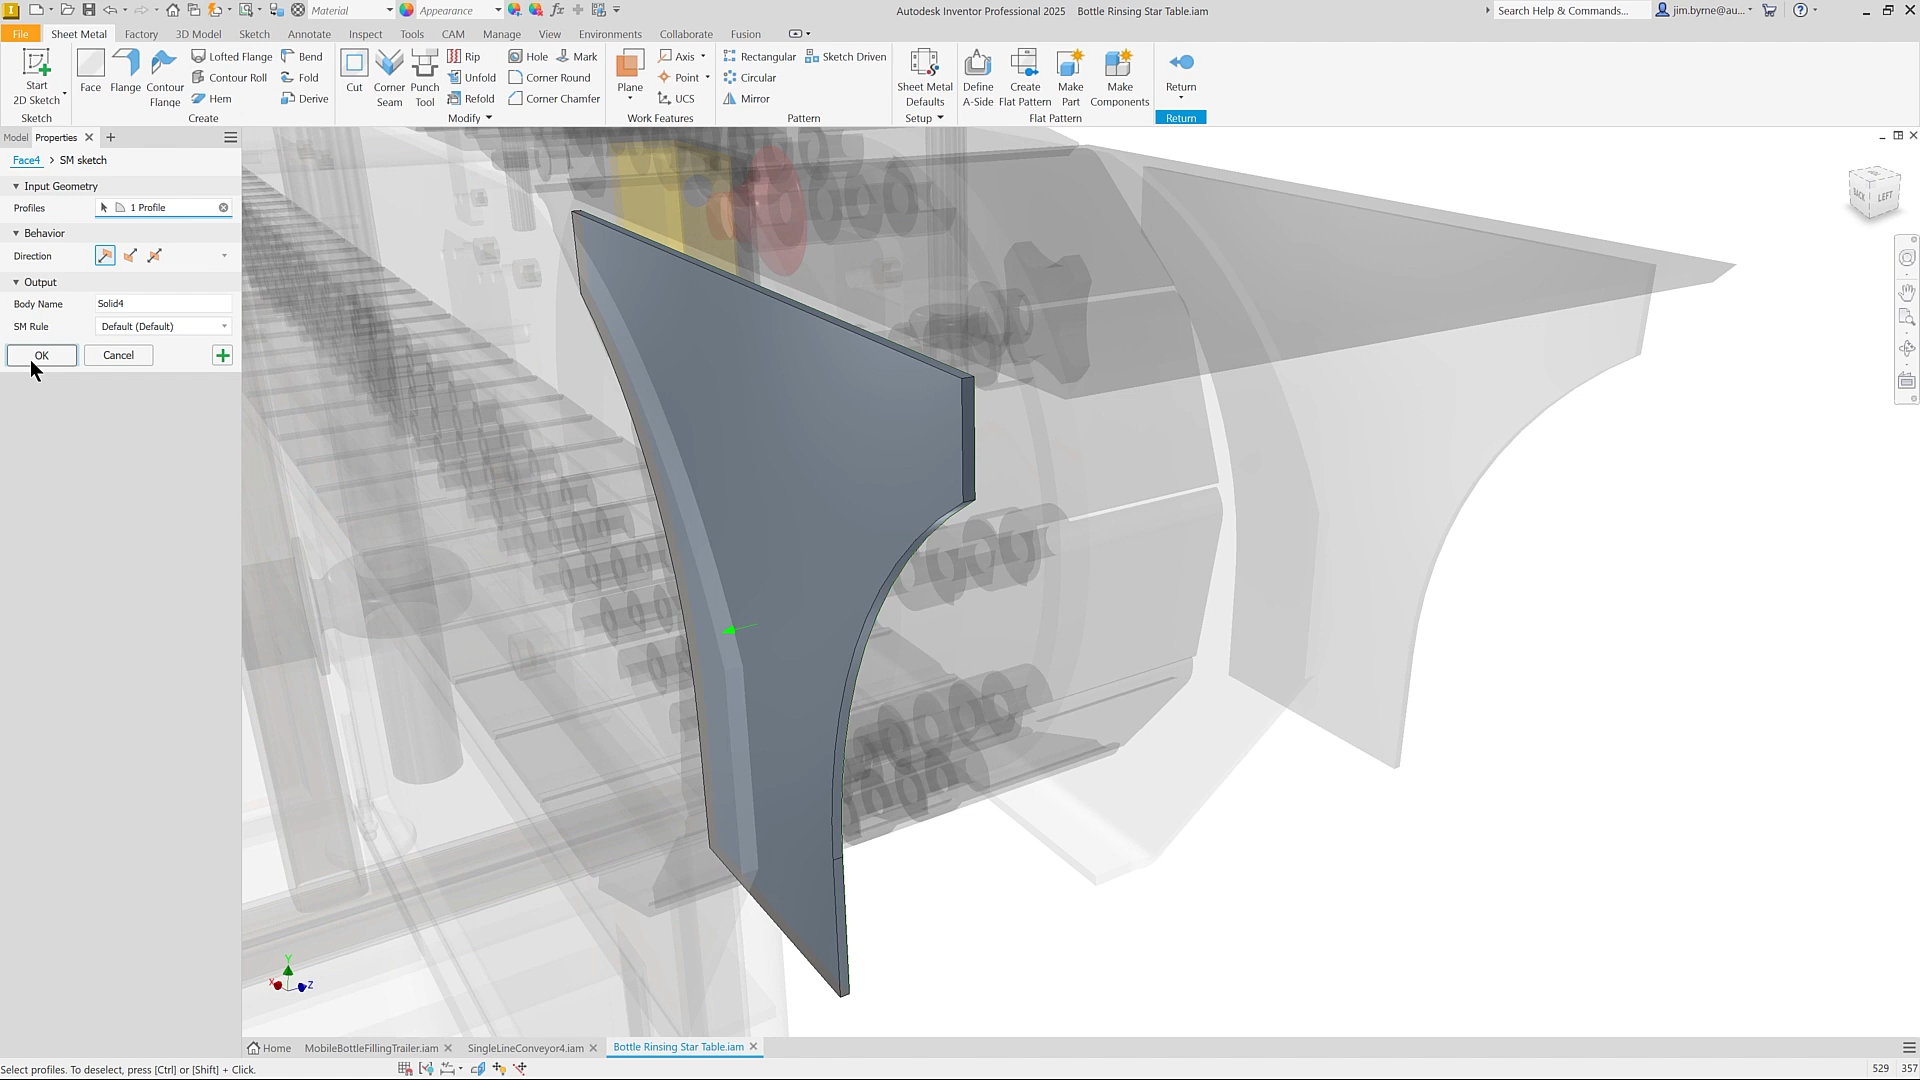 Material
Appearance
Autodesk Inventor Professional 2025 Bottle Rinsing Star Table.iam
Search Help & Commands...
jim.byrne@au...
File Sheet Metal Factory 3D Model Sketch Annotate Inspect Tools CAM Manage View Environments Collaborate Fusion
Start
2D Sketch
Sketch
Face
Flange
Contour
Flange
Lofted Flange
Contour Roll
Hem
Bend
Fold
Derive
Create
Cut
Corner
Seam
Punch
Tool
Rip
Unfold
Refold
Hole
Mark
Corner Round
Corner Chamfer
Modify
Plane
Axis
Point
UCS
Work Features
Rectangular
Sketch Driven
Circular
Mirror
Pattern
Sheet Metal
Defaults
Setup
Define
A-Side
Create
Flat Pattern
Make
Part
Make
Components
Flat Pattern
Return
Return
Model Properties
Face4 > SM sketch
Input Geometry
Profiles 1 Profile
Behavior
Direction
Output
Body Name Solid4
SM Rule Default (Default)
OK Cancel
BACK LEFT
Y
X
Z
Home MobileBottleFillingTrailer.iam SingleLineConveyor4.iam Bottle Rinsing Star Table.iam
Select profiles. To deselect, press [Ctrl] or [Shift] + Click.
529 357